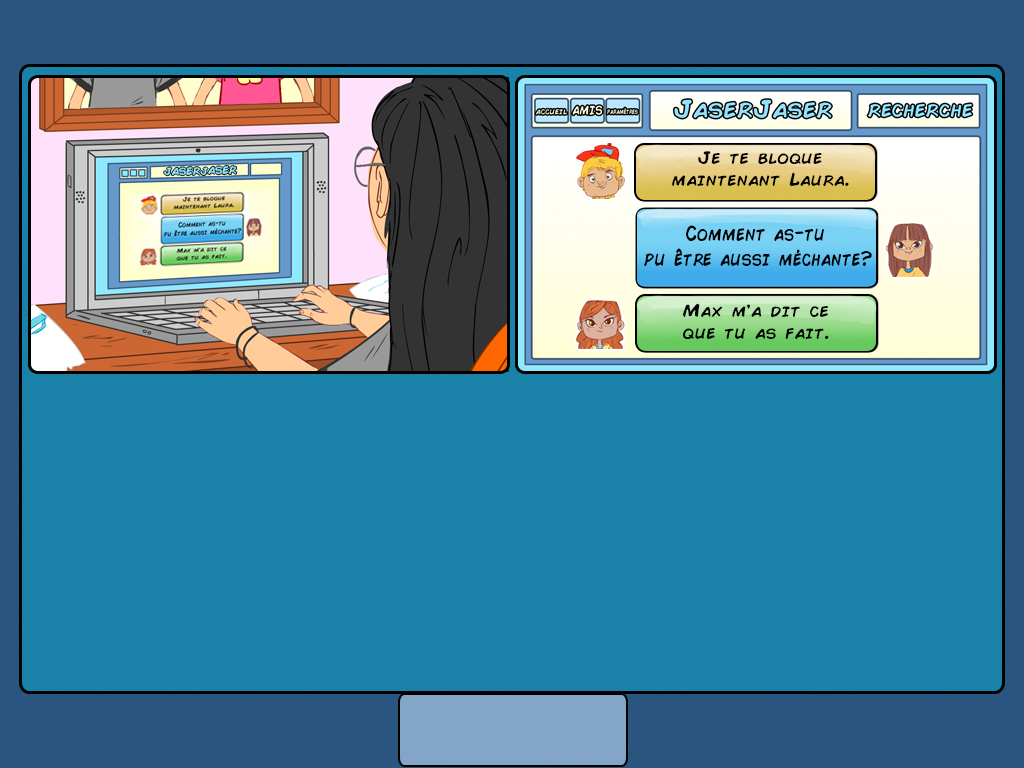 JASERJASER
JE TE BLOQUE
MAINTENANT LAURA.
COMMENT AS-TU
PU ÊTRE AUSSI MÉCHANTE?
MAX M'A DIT CE
QUE TU AS FAIT.
ACCUEIL AMIS PARAMÈTRES JASERJASER RECHERCHE
JE TE BLOQUE
MAINTENANT LAURA.
COMMENT AS-TU
PU ÊTRE AUSSI MÉCHANTE?
MAX M'A DIT CE
QUE TU AS FAIT.